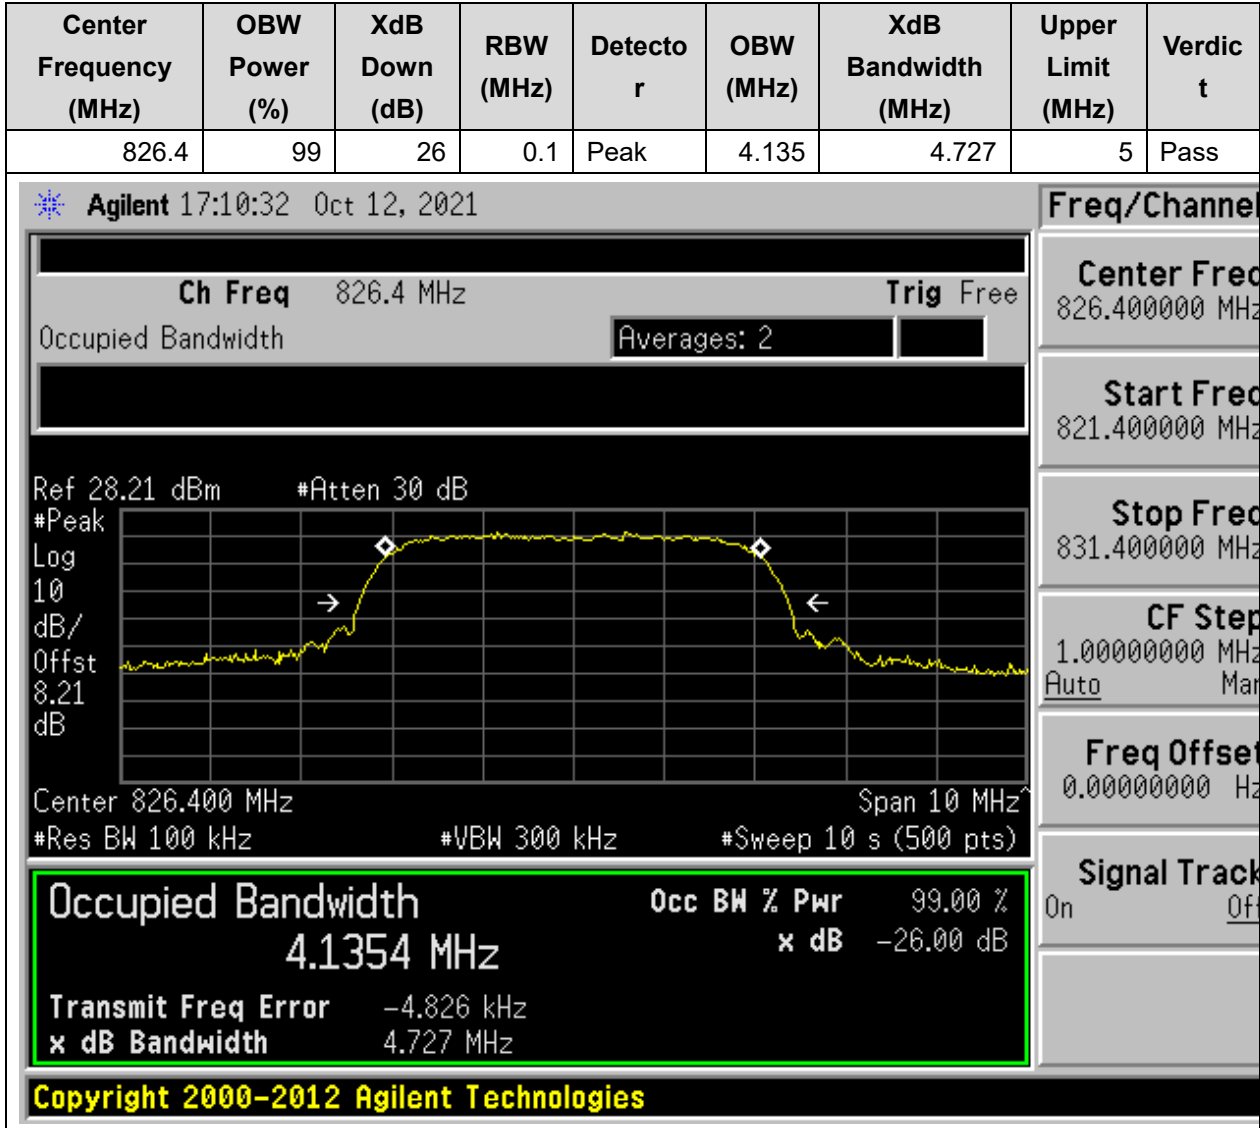 Center Frequency (MHz) OBW Power (%) XdB Down (dB) RBW (MHz) Detecto r OBW (MHz) XdB Bandwidth (MHz) Upper Limit (MHz) Verdic t
826.4 99 26 0.1 Peak 4.135 4.727 5 Pass
Agilent 17:10:32 Oct 12, 2021
Ch Freq 826.4 MHz Trig Free
Occupied Bandwidth Averages: 2
Ref 28.21 dBm #Atten 30 dB
#Peak
Log
10
dB/
Offst
8.21
dB
Center 826.400 MHz Span 10 MHz^
#Res BW 100 kHz #VBW 300 kHz #Sweep 10 s (500 pts)
Occupied Bandwidth Occ BW % Pwr 99.00 %
4.1354 MHz x dB -26.00 dB
Transmit Freq Error -4.826 kHz
x dB Bandwidth 4.727 MHz
Copyright 2000-2012 Agilent Technologies
Freq/Channel
Center Freq
826.400000 MHz
Start Freq
821.400000 MHz
Stop Freq
831.400000 MHz
CF Step
1.00000000 MHz
Auto Man
Freq Offset
0.00000000 Hz
Signal Track
On Off